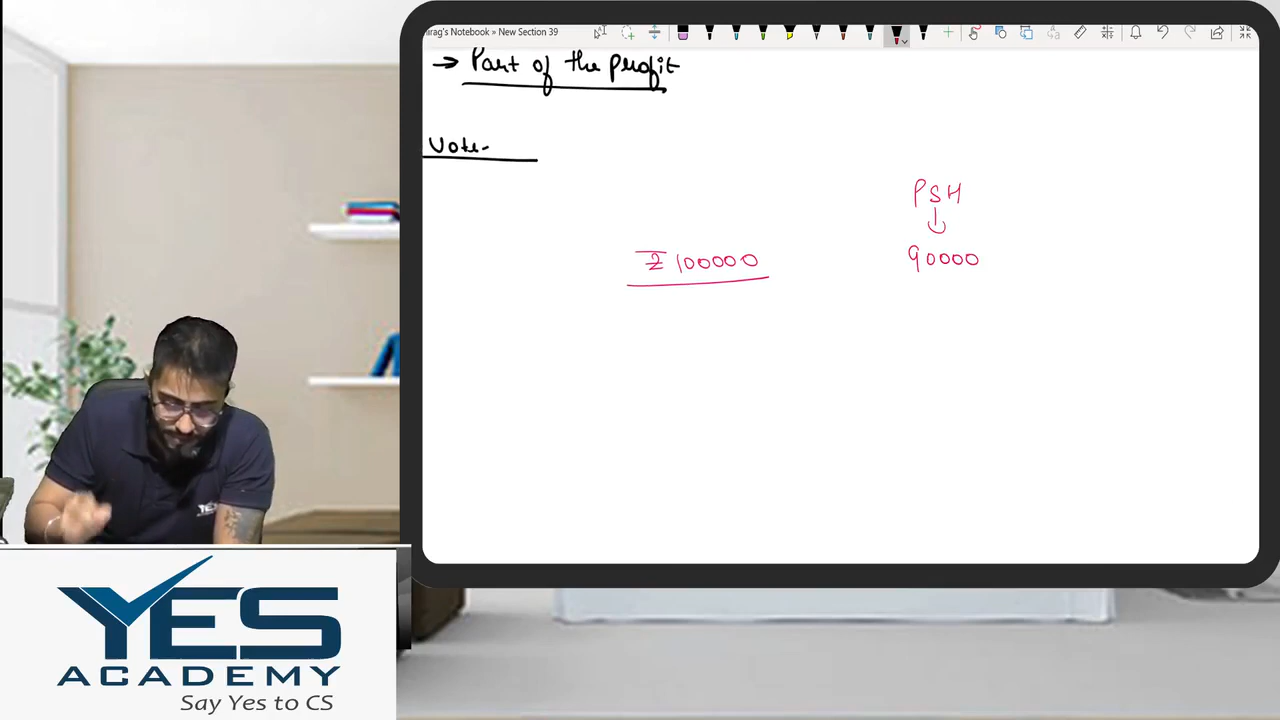 irag's Notebook » New Section 39
→ Part of the profit
Vote-
PSH
↓
₹ 100000
90000
YES
YES
ACADEMY
Say Yes to CS